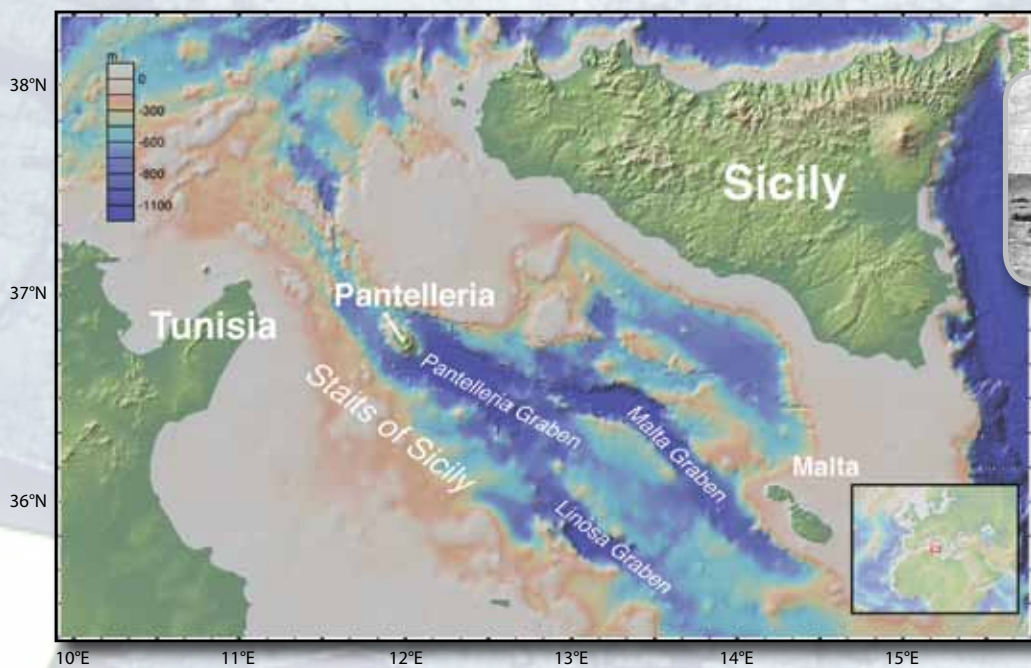 38°N
37°N
36°N
m
0
-300
-600
-800
-1100
Sicily
Pantelleria
Tunisia
Pantelleria Graben
Staits of Sicily
Malta Graben
Malta
Linosa Graben
10°E 11°E 12°E 13°E 14°E 15°E